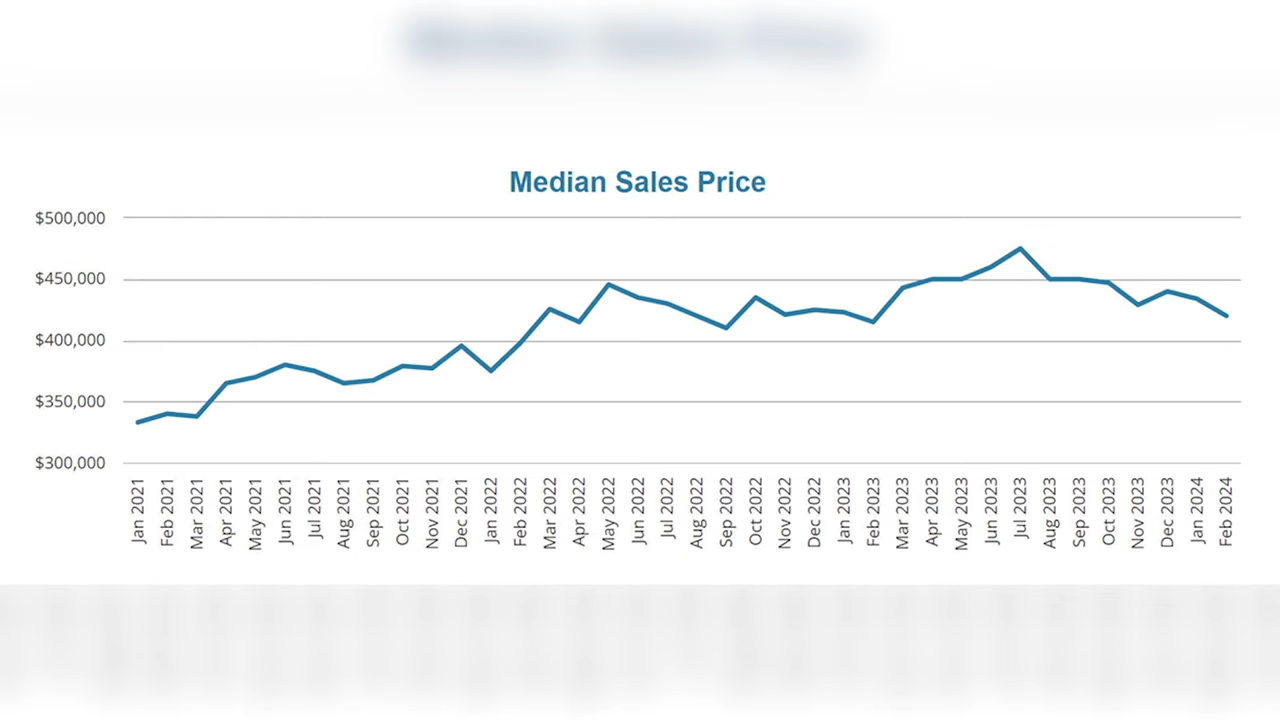 Median Sales Price
$500,000
$450,000
$400,000
$350,000
$300,000
Jan 2021
Feb 2021
Mar 2021
Apr 2021
May 2021
Jun 2021
Jul 2021
Aug 2021
Sep 2021
Oct 2021
Nov 2021
Dec 2021
Jan 2022
Feb 2022
Mar 2022
Apr 2022
May 2022
Jun 2022
Jul 2022
Aug 2022
Sep 2022
Oct 2022
Nov 2022
Dec 2022
Jan 2023
Feb 2023
Mar 2023
Apr 2023
May 2023
Jun 2023
Jul 2023
Aug 2023
Sep 2023
Oct 2023
Nov 2023
Dec 2023
Jan 2024
Feb 2024